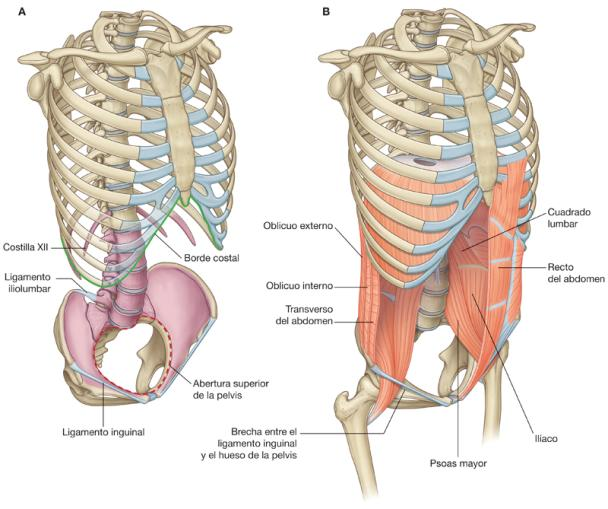 A
B
Costilla XII
Ligamento
iliolumbar
Borde costal
Abertura superior
de la pelvis
Ligamento inguinal
Oblicuo externo
Oblicuo interno
Transverso
del abdomen
Cuadrado
lumbar
Recto
del abdomen
Brecha entre el
ligamento inguinal
y el hueso de la pelvis
Psoas mayor
Ilíaco